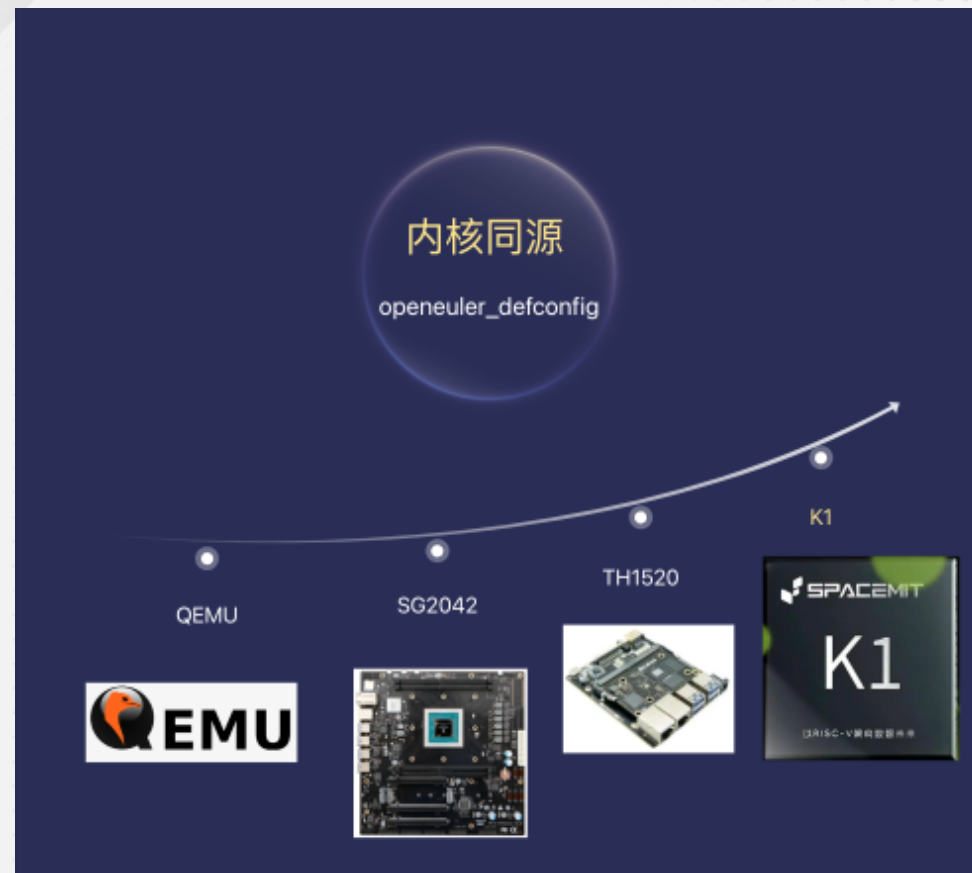 内核同源
openeuler_defconfig
K1
TH1520
SG2042
QEMU
SPACEMIT
K1
QEMU